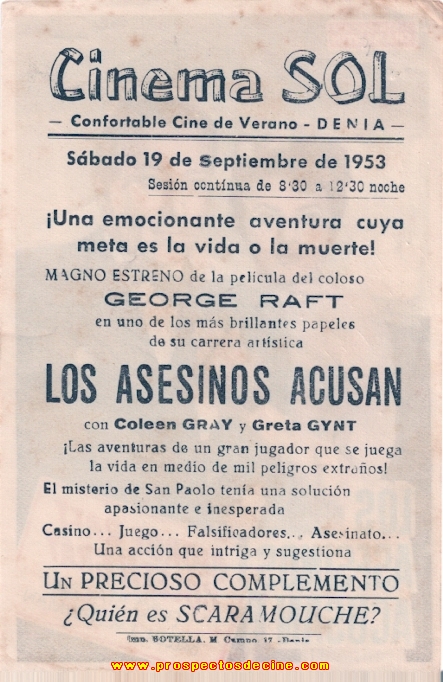 Cinema SOL
— Confortable Cine de Verano - DENIA —
Sábado 19 de Septiembre de 1953
Sesión contínua de 8'30 a 12'30 noche
¡Una emocionante aventura cuya
meta es la vida o la muerte!
MAGNO ESTRENO de la película del coloso
GEORGE RAFT
en uno de los más brillantes papeles
de su carrera artística
LOS ASESINOS ACUSAN
con Coleen GRAY y Greta GYNT
¡Las aventuras de un gran jugador que se juega
la vida en medio de mil peligros extraños!
El misterio de San Paolo tenía una solución
apasionante e inesperada
Casino... Juego... Falsificadores... Asesinato...
Una acción que intriga y sugestiona
UN PRECIOSO COMPLEMENTO
¿Quién es SCARAMOUCHE?
Imp. BOTELLA. M. Campo, 17 - Denia
www.prospectosdecine.com